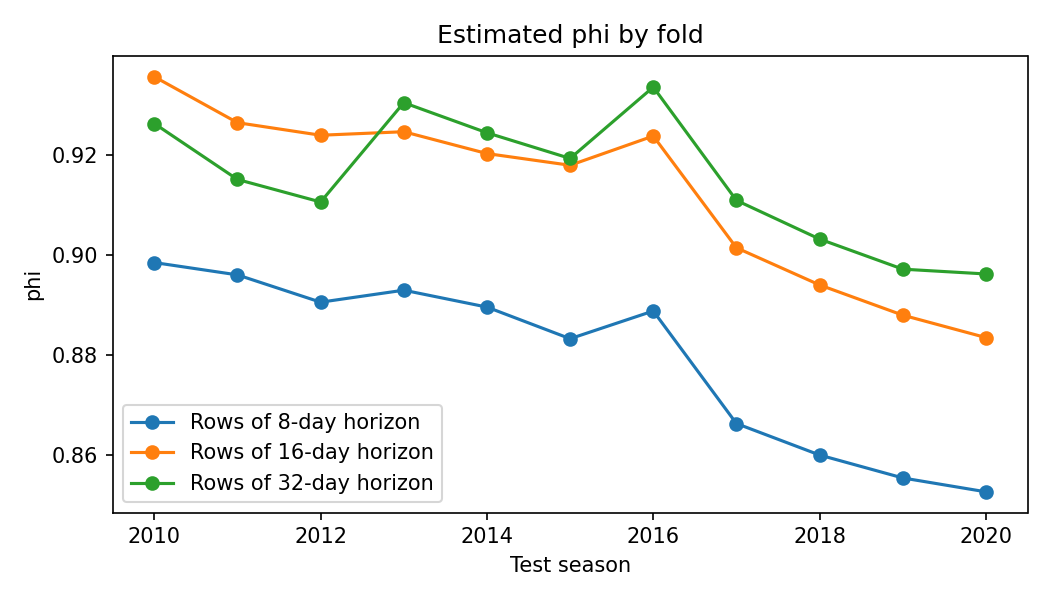 Estimated phi by fold
phi
0.92
0.90
0.88
0.86
Rows of 8-day horizon
Rows of 16-day horizon
Rows of 32-day horizon
2010 2012 2014 2016 2018 2020
Test season